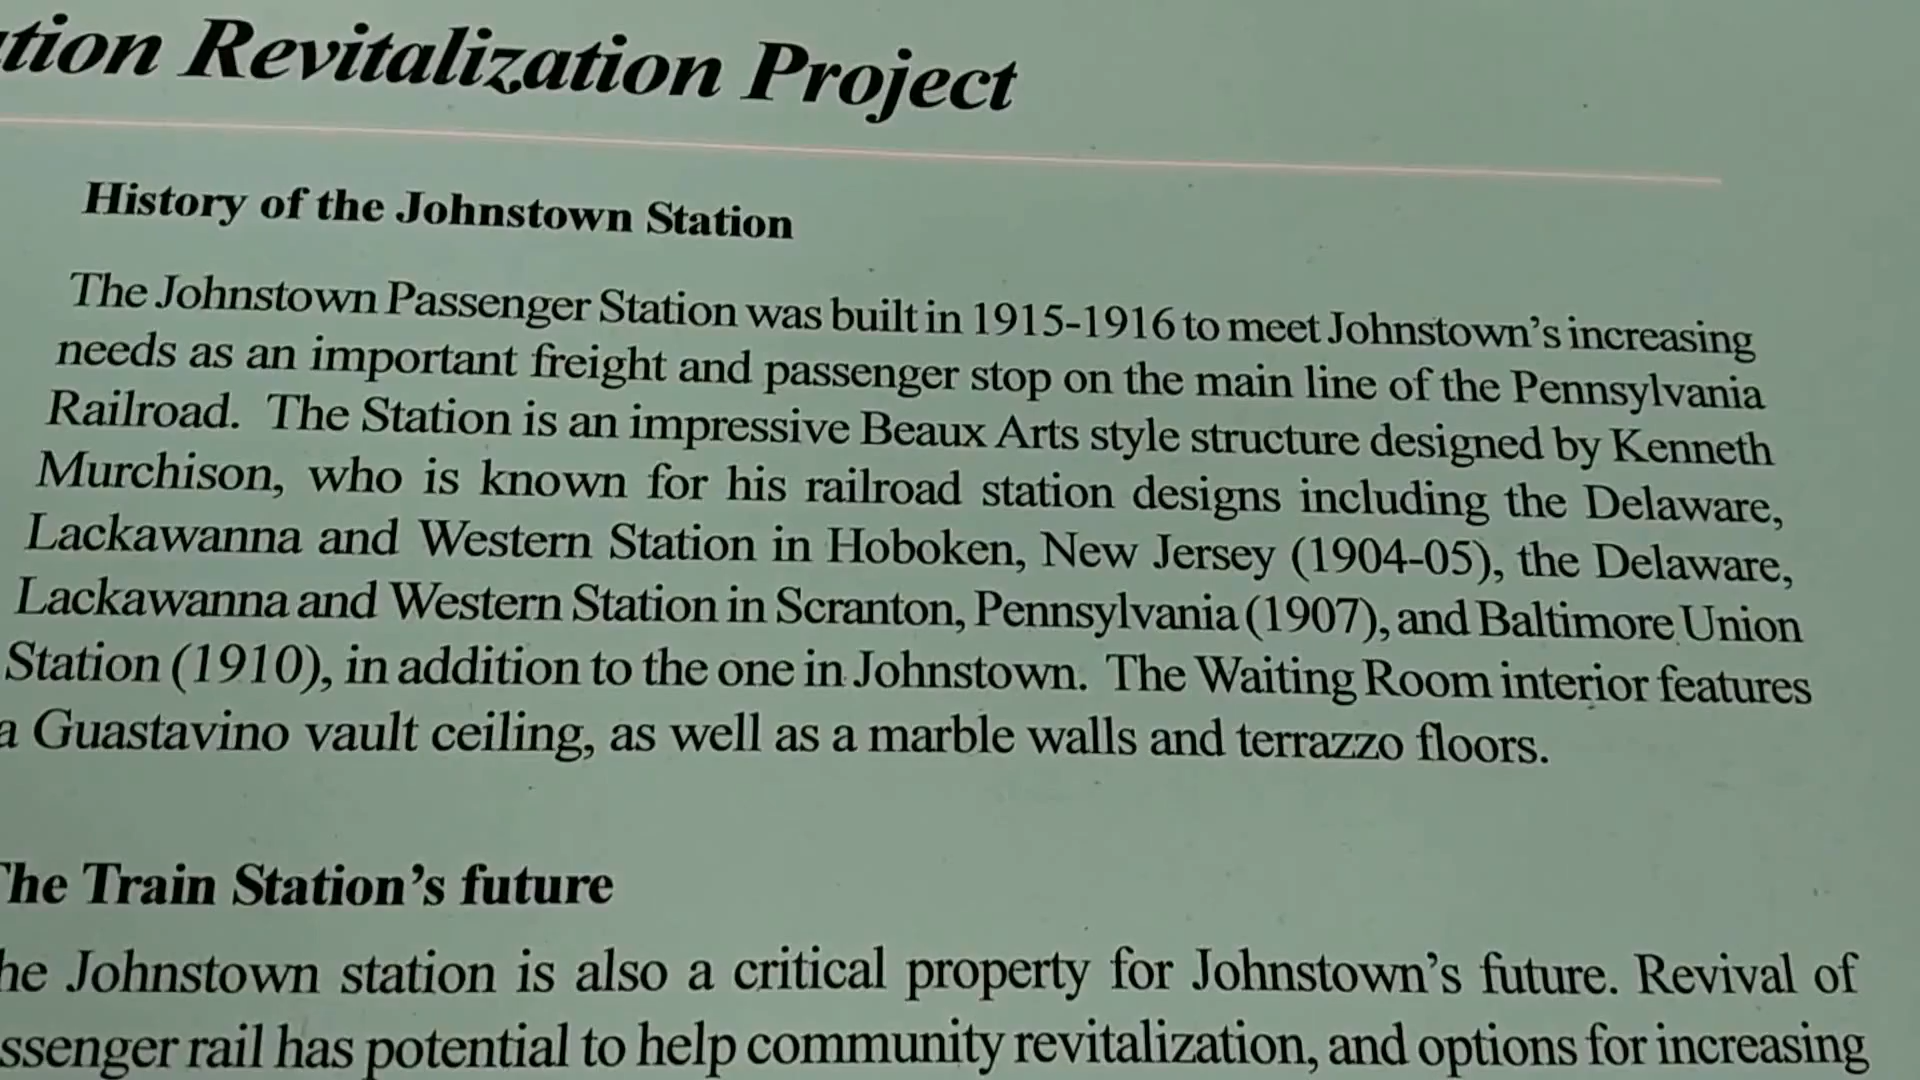 Revitalization Project
History of the Johnstown Station
The Johnstown Passenger Station was built in 1915-1916 to meet Johnstown's increasing
needs as an important freight and passenger stop on the main line of the Pennsylvania
Railroad. The Station is an impressive Beaux Arts style structure designed by Kenneth
Murchison, who is known for his railroad station designs including the Delaware,
Lackawanna and Western Station in Hoboken, New Jersey (1904-05), the Delaware,
Lackawanna and Western Station in Scranton, Pennsylvania (1907), and Baltimore Union
Station (1910), in addition to the one in Johnstown. The Waiting Room interior features
a Guastavino vault ceiling, as well as a marble walls and terrazzo floors.
The Train Station's future
Johnstown station is also a critical property for Johnstown's future. Revival of
rail has potential to help community revitalization, and options for increasing